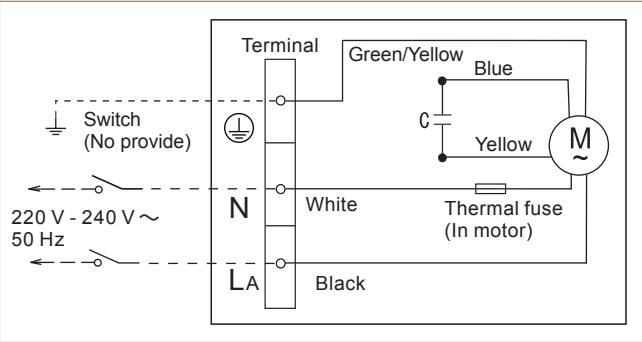 Terminal
Green/Yellow
Blue
Switch
(No provide)
C
Yellow
M
~
N
White
Thermal fuse
(In motor)
220 V - 240 V ~
50 Hz
LA
Black